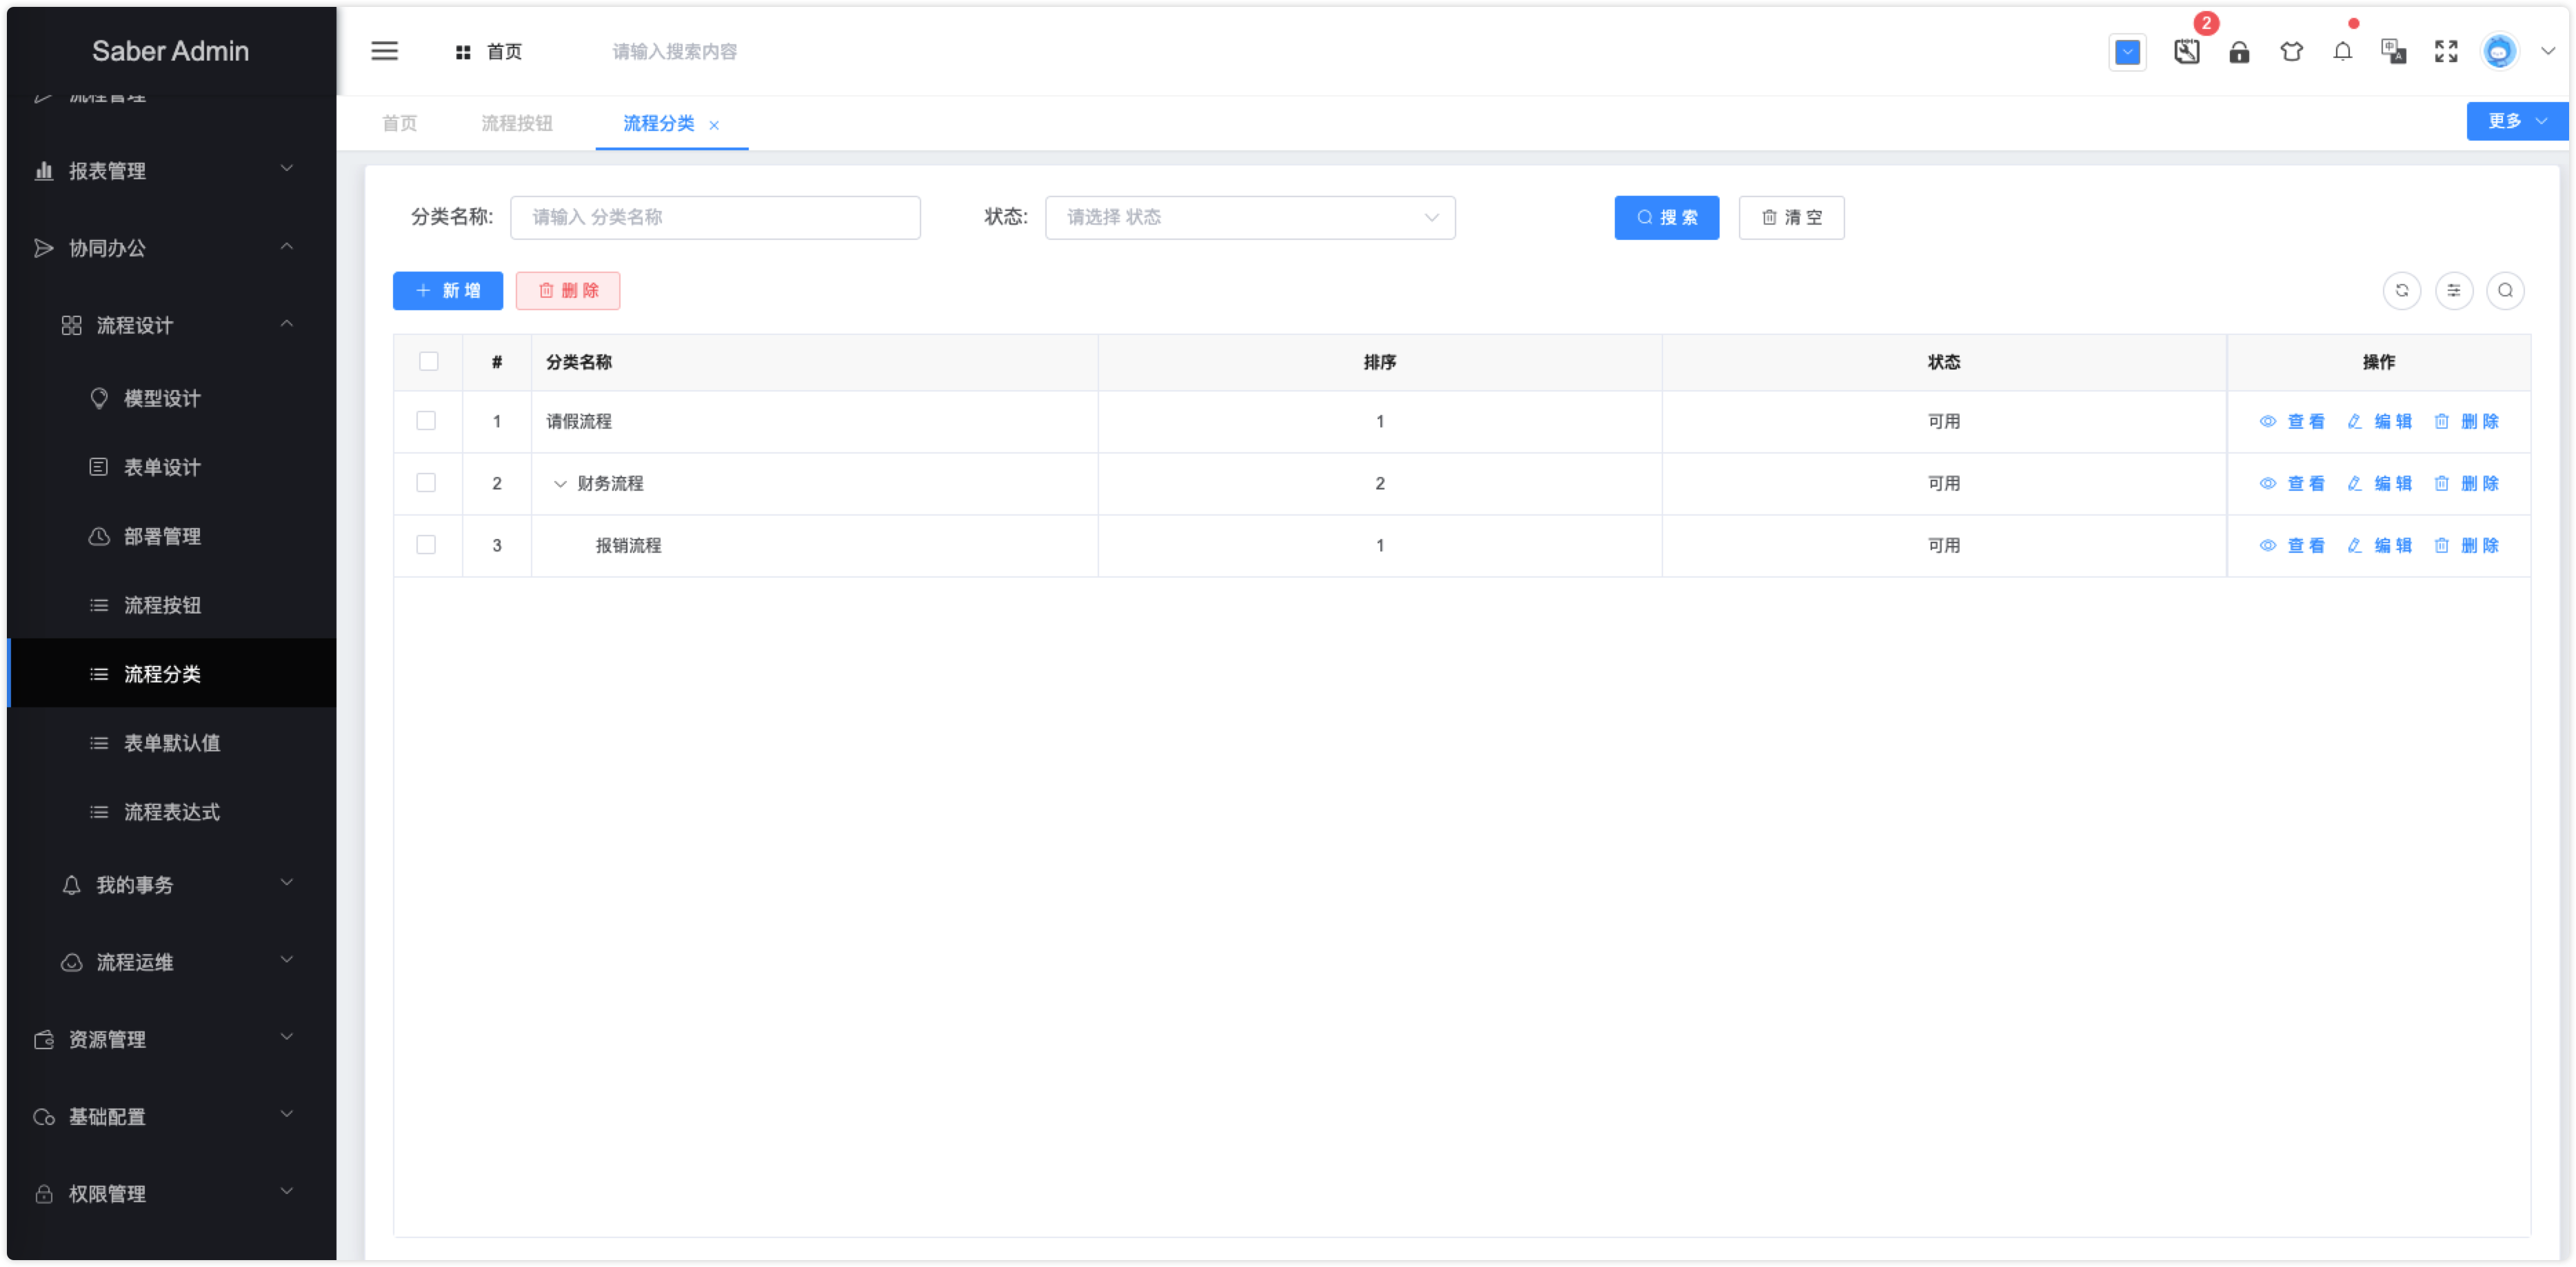 Saber Admin
首页
请输入搜索内容
2
流程管理
报表管理
协同办公
流程设计
模型设计
表单设计
部署管理
流程按钮
流程分类
表单默认值
流程表达式
我的事务
流程运维
资源管理
基础配置
权限管理
首页 流程按钮 流程分类
更多
分类名称: 请输入 分类名称 状态: 请选择 状态 搜 索 清 空
新 增 删 除
# 分类名称 排序 状态 操作
1 请假流程 1 可用 查 看 编 辑 删 除
2 财务流程 2 可用 查 看 编 辑 删 除
3 报销流程 1 可用 查 看 编 辑 删 除